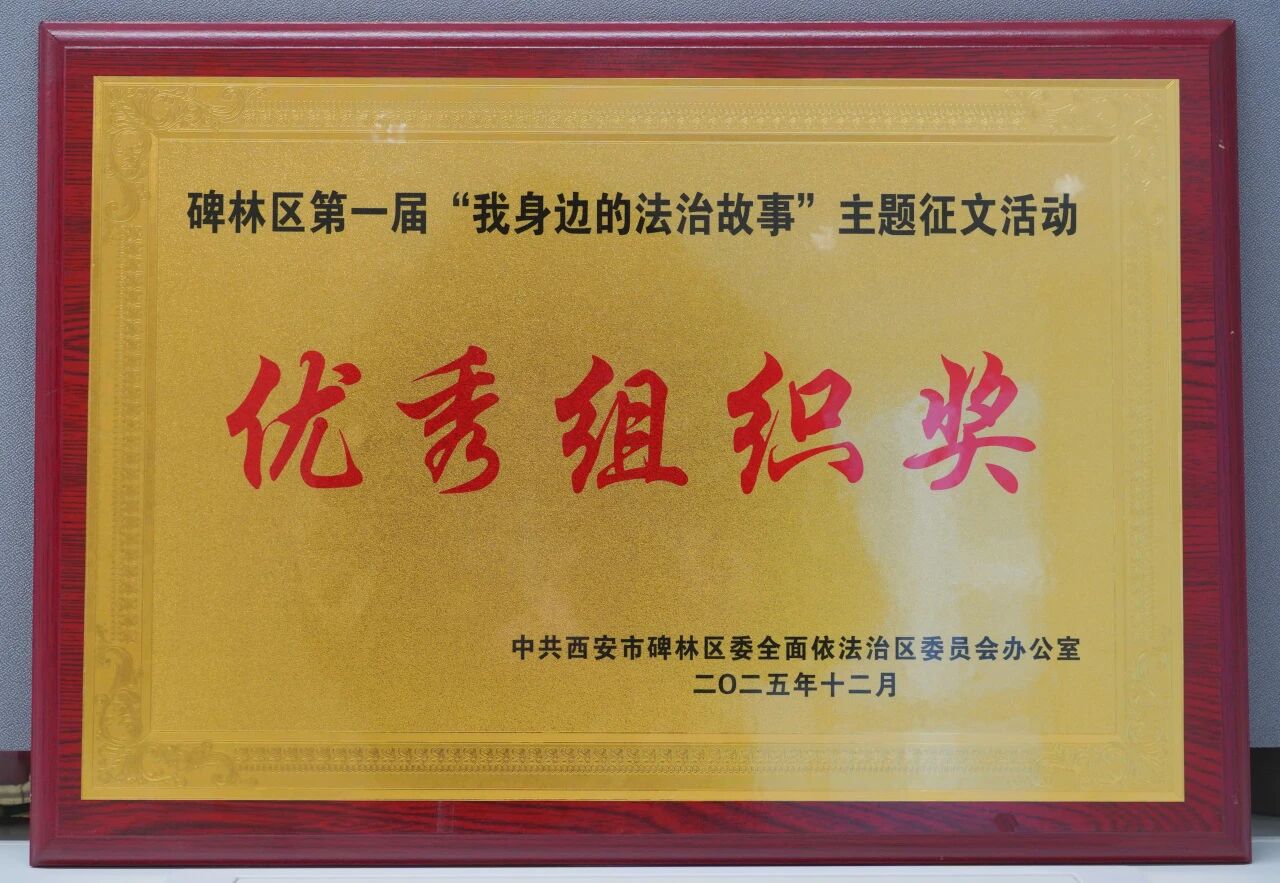 碑林区第一届“我身边的法治故事”主题征文活动
优秀组织奖
中共西安市碑林区委全面依法治区委员会办公室
二〇二五年十二月